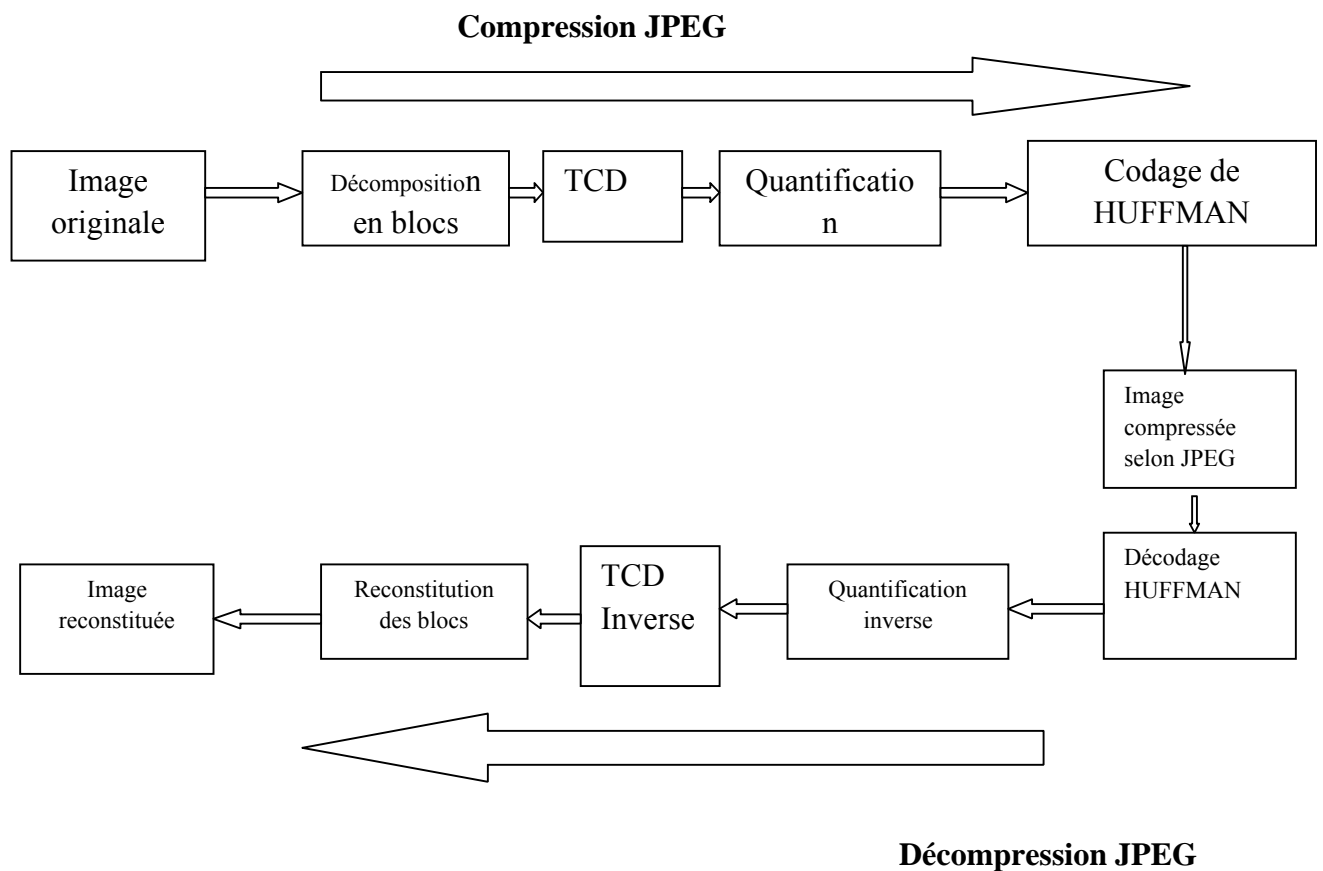 Compression JPEG
Image
originale
Décomposition
en blocs
TCD
Quantificatio
n
Codage de
HUFFMAN
Image
compressée
selon JPEG
Décodage
HUFFMAN
Quantification
inverse
TCD
Inverse
Reconstitution
des blocs
Image
reconstituée
Décompression JPEG